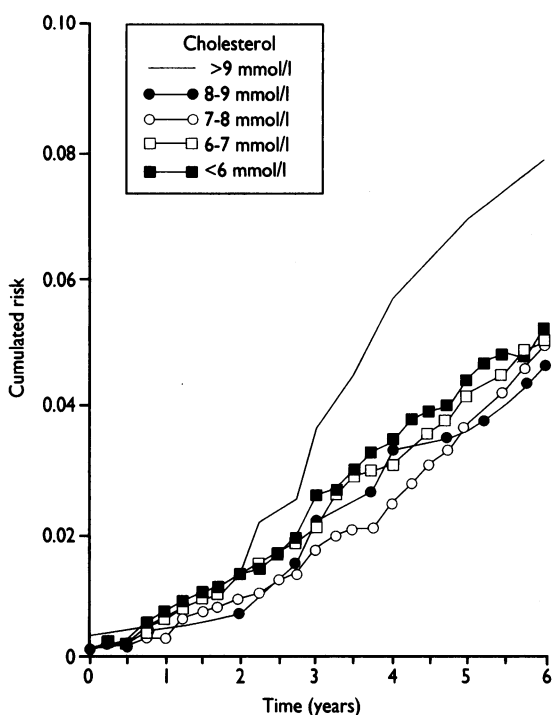 0.10
0.08
0.06
0.04
0.02
0
Cumulated risk
Cholesterol
>9 mmol/l
8-9 mmol/l
7-8 mmol/l
6-7 mmol/l
<6 mmol/l
0 1 2 3 4 5 6
Time (years)